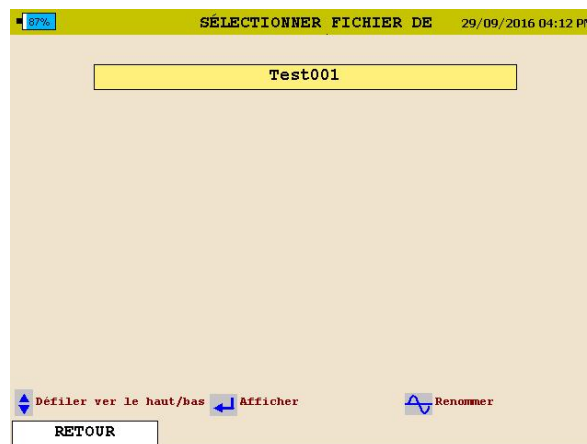 87% SÉLECTIONNER FICHIER DE 29/09/2016 04:12 PM
Test001
Défiler ver le haut/bas Afficher Renommer
RETOUR